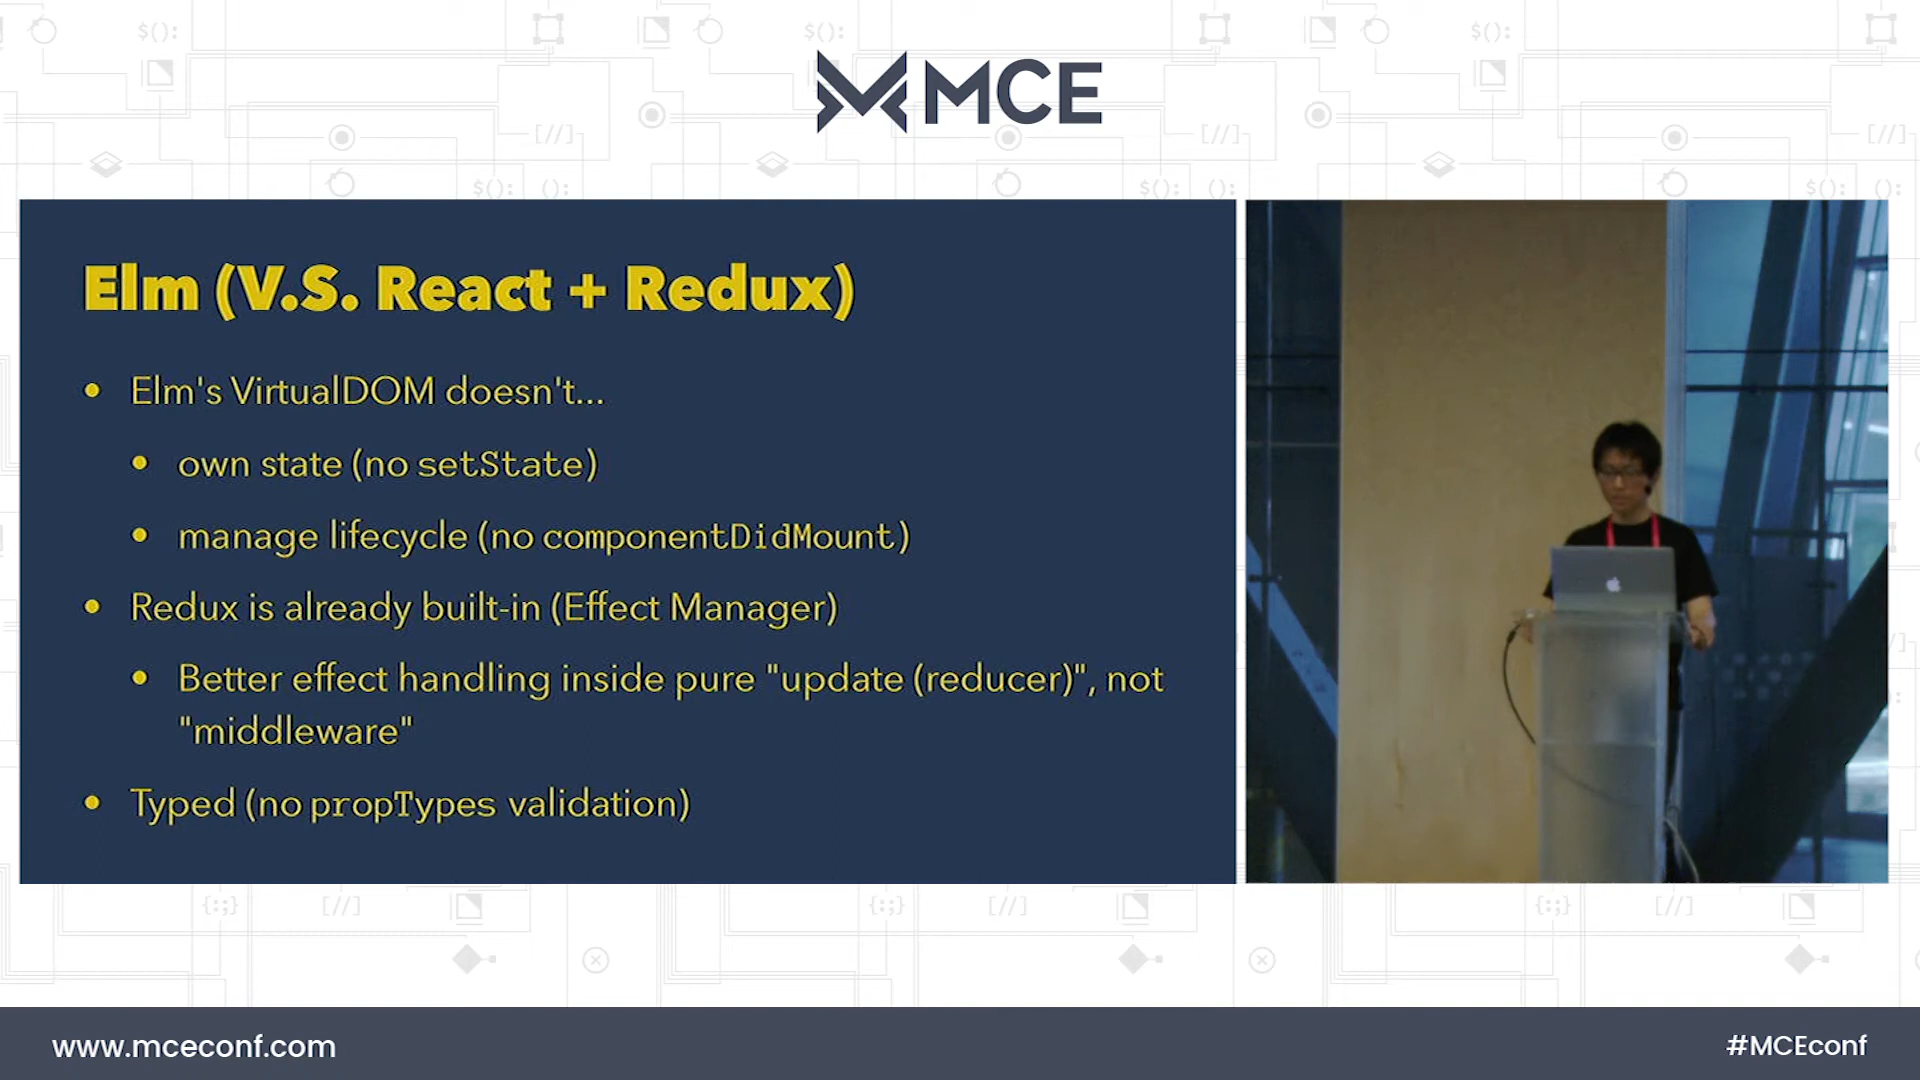 MCE
Elm (V.S. React + Redux)
• Elm's VirtualDOM doesn't...
• own state (no setState)
• manage lifecycle (no componentDidMount)
• Redux is already built-in (Effect Manager)
• Better effect handling inside pure "update (reducer)", not
"middleware"
• Typed (no propTypes validation)
www.mceconf.com
#MCEconf